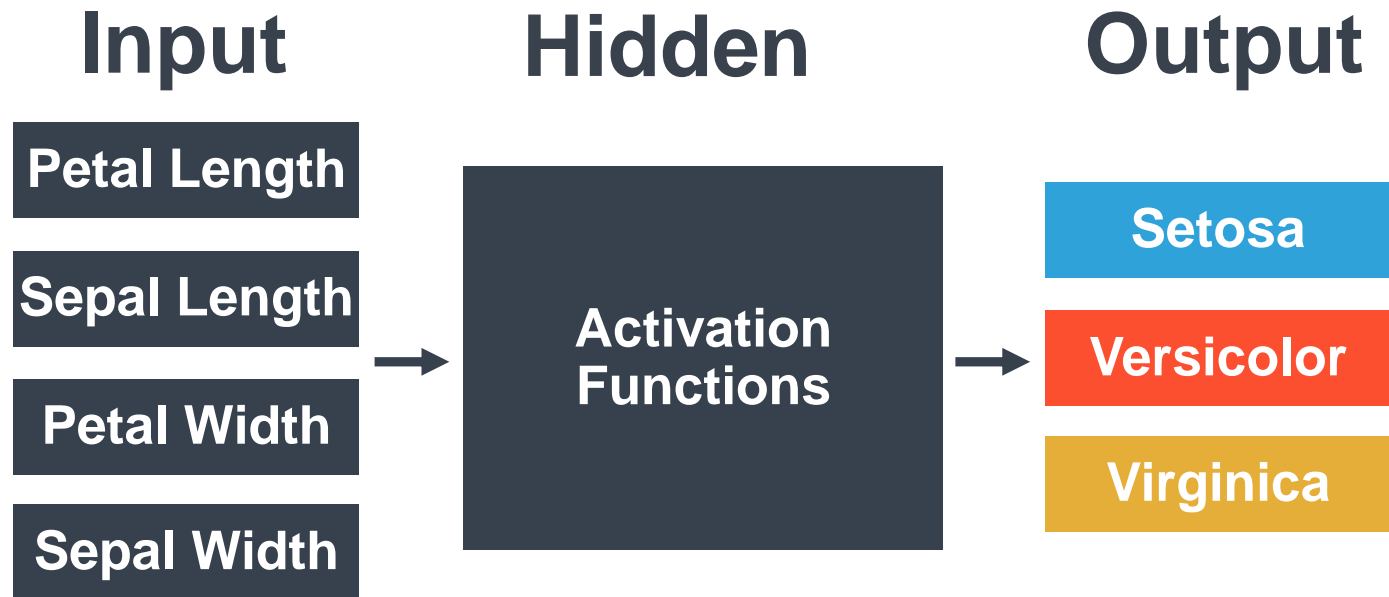 Input
Hidden
Output
Petal Length
Sepal Length
Petal Width
Sepal Width
Activation
Functions
Setosa
Versicolor
Virginica